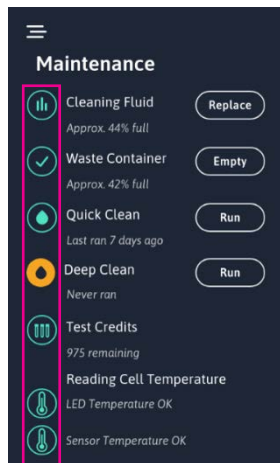 Maintenance
Cleaning Fluid Replace
Approx. 44% full
Waste Container Empty
Approx. 42% full
Quick Clean Run
Last ran 7 days ago
Deep Clean Run
Never ran
Test Credits
975 remaining
Reading Cell Temperature
LED Temperature OK
Sensor Temperature OK